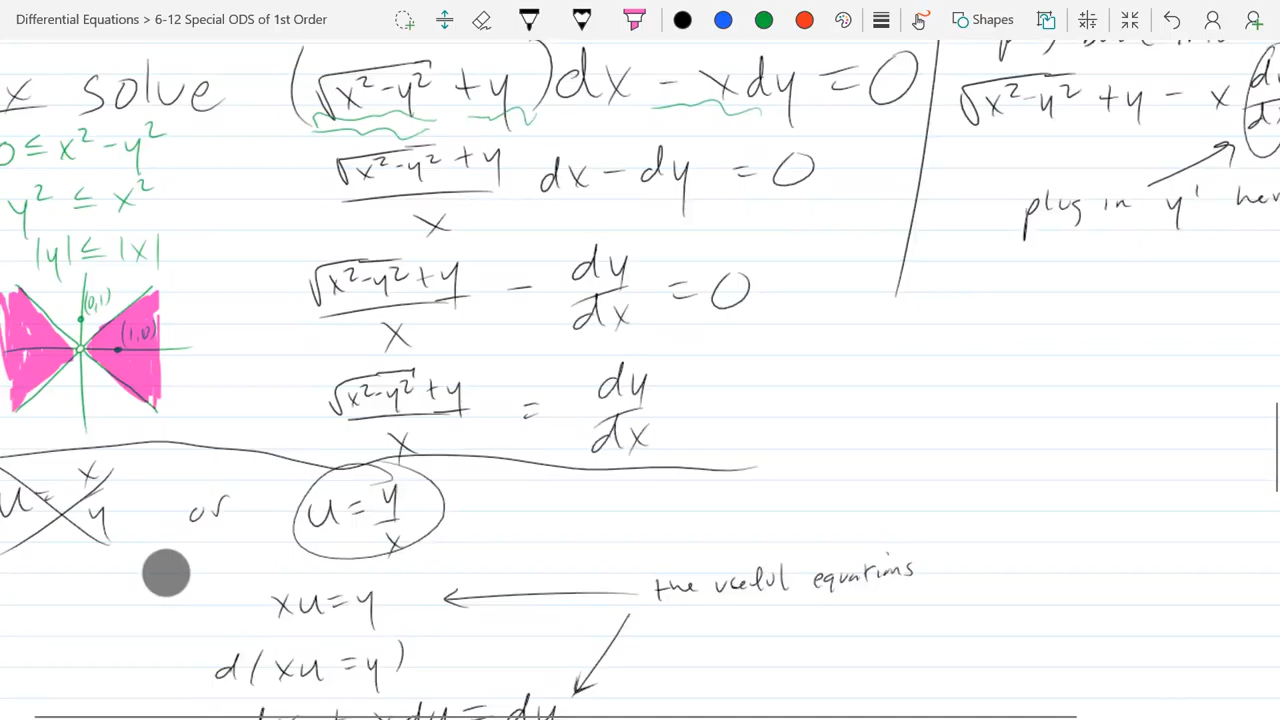 Differential Equations > 6-12 Special ODS of 1st Order
Shapes
x solve (√(x²-y²) + y)dx - xdy = 0
0 ≤ x² - y²
y² ≤ x²
|y| ≤ |x|
(0,1)
(1,0)
(√(x²-y²) + y)/x dx - dy = 0
(√(x²-y²) + y)/x - dy/dx = 0
(√(x²-y²) + y)/x = dy/dx
u = x/y or u = y/x
xu = y
the useful equations
d(xu = y)
dy
√(x²-y²) + y - x
plug in y'